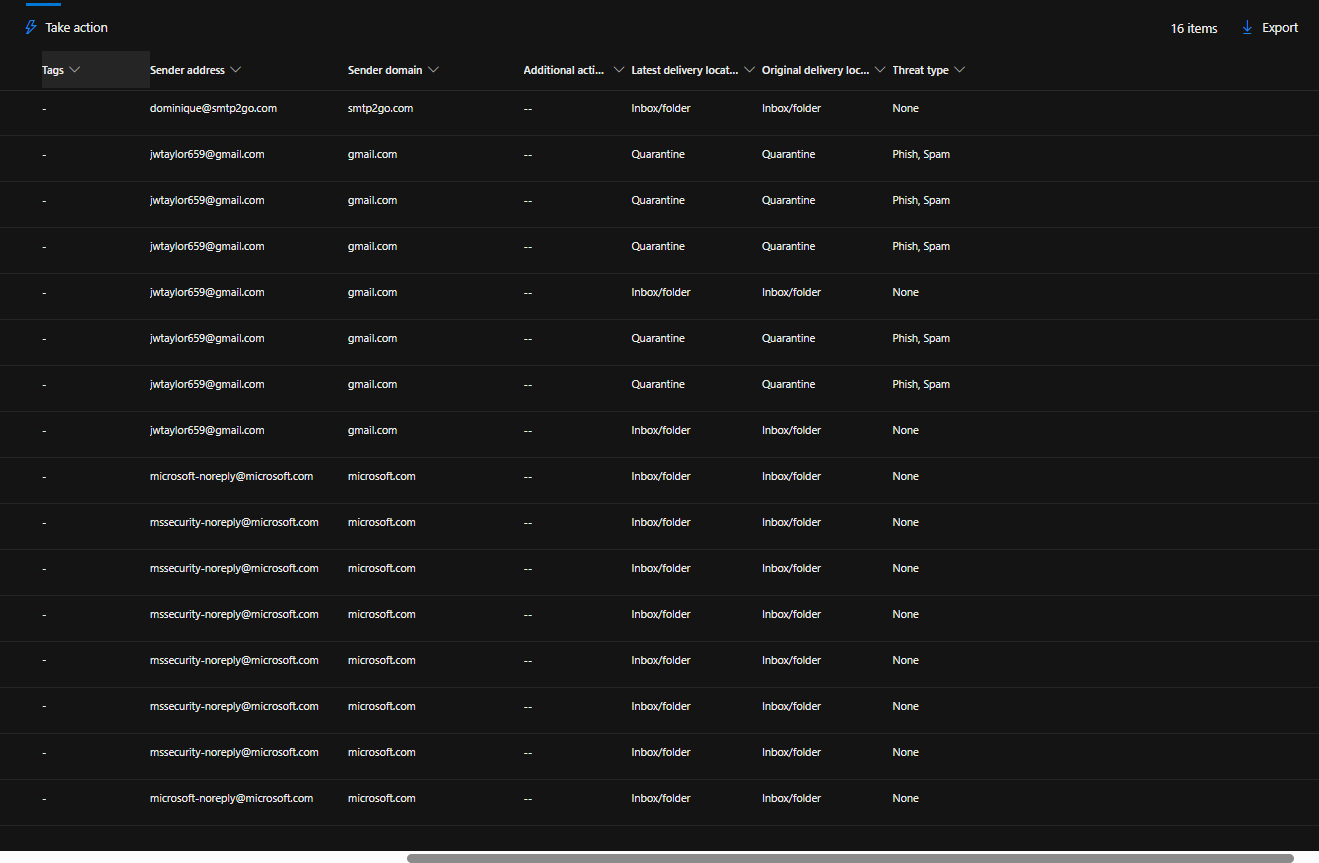 Take action 16 items Export
Tags Sender address Sender domain Additional acti... Latest delivery locat... Original delivery loc... Threat type
- dominique@smtp2go.com smtp2go.com -- Inbox/folder Inbox/folder None
- jwtaylor659@gmail.com gmail.com -- Quarantine Quarantine Phish, Spam
- jwtaylor659@gmail.com gmail.com -- Quarantine Quarantine Phish, Spam
- jwtaylor659@gmail.com gmail.com -- Quarantine Quarantine Phish, Spam
- jwtaylor659@gmail.com gmail.com -- Inbox/folder Inbox/folder None
- jwtaylor659@gmail.com gmail.com -- Quarantine Quarantine Phish, Spam
- jwtaylor659@gmail.com gmail.com -- Quarantine Quarantine Phish, Spam
- jwtaylor659@gmail.com gmail.com -- Inbox/folder Inbox/folder None
- microsoft-noreply@microsoft.com microsoft.com -- Inbox/folder Inbox/folder None
- mssecurity-noreply@microsoft.com microsoft.com -- Inbox/folder Inbox/folder None
- mssecurity-noreply@microsoft.com microsoft.com -- Inbox/folder Inbox/folder None
- mssecurity-noreply@microsoft.com microsoft.com -- Inbox/folder Inbox/folder None
- mssecurity-noreply@microsoft.com microsoft.com -- Inbox/folder Inbox/folder None
- mssecurity-noreply@microsoft.com microsoft.com -- Inbox/folder Inbox/folder None
- mssecurity-noreply@microsoft.com microsoft.com -- Inbox/folder Inbox/folder None
- microsoft-noreply@microsoft.com microsoft.com -- Inbox/folder Inbox/folder None